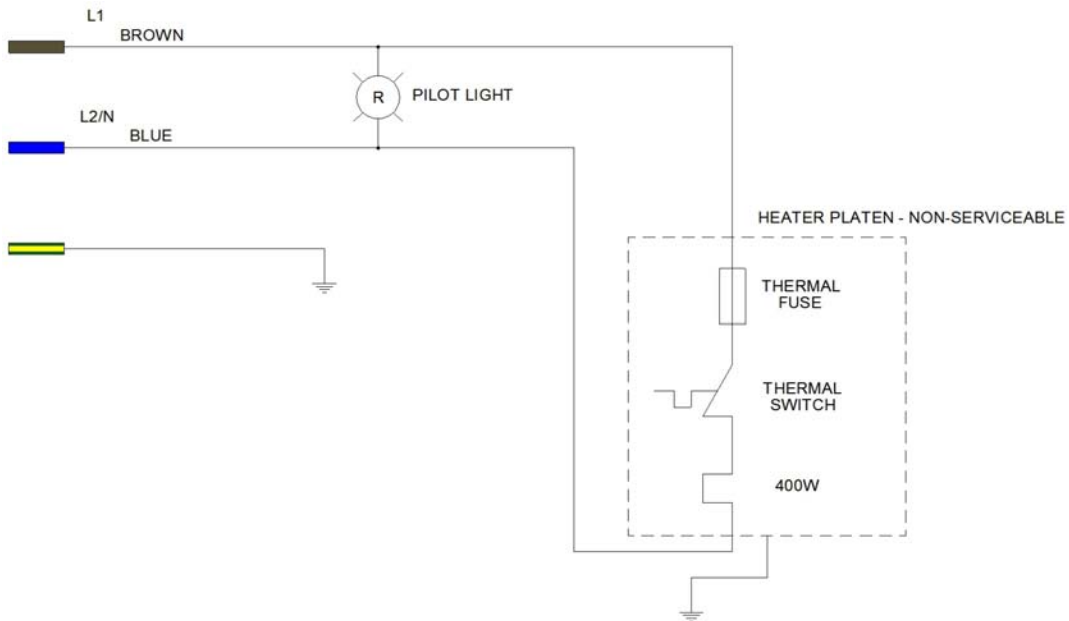 L1
BROWN
R
PILOT LIGHT
L2/N
BLUE
HEATER PLATEN - NON-SERVICEABLE
THERMAL
FUSE
THERMAL
SWITCH
400W